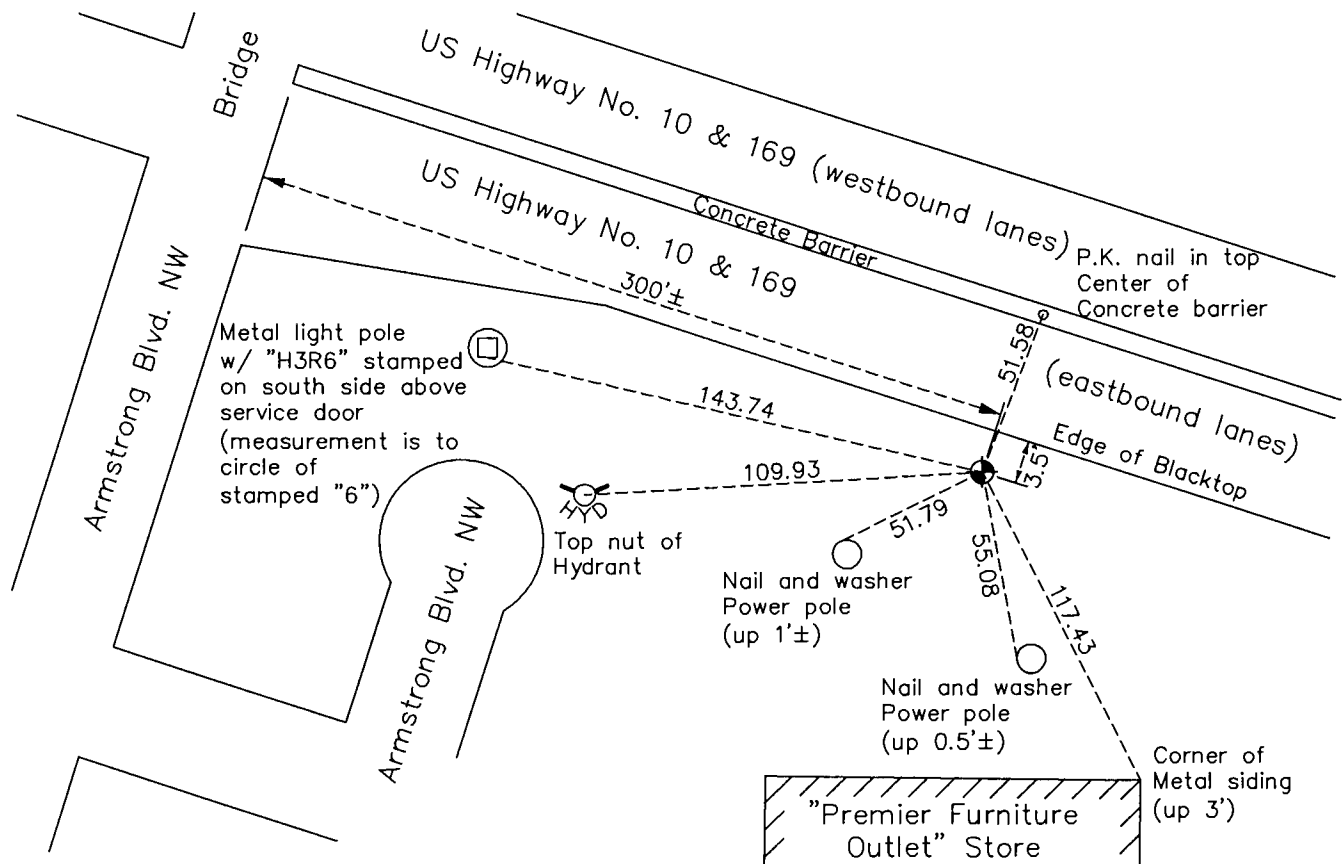 US Highway No. 10 & 169 (westbound lanes)
Bridge
Concrete Barrier
US Highway No. 10 & 169
(eastbound lanes)
P.K. nail in top
Center of
Concrete barrier
300'±
51.58
Edge of Blacktop
3.5'
Armstrong Blvd. NW
Metal light pole
w/ "H3R6" stamped
on south side above
service door
(measurement is to
circle of
stamped "6")
143.74
109.93
HYD
Top nut of
Hydrant
51.79
Nail and washer
Power pole
(up 1'±)
55.08
117.43
Nail and washer
Power pole
(up 0.5'±)
Armstrong Blvd. NW
Corner of
Metal siding
(up 3')
"Premier Furniture
Outlet" Store